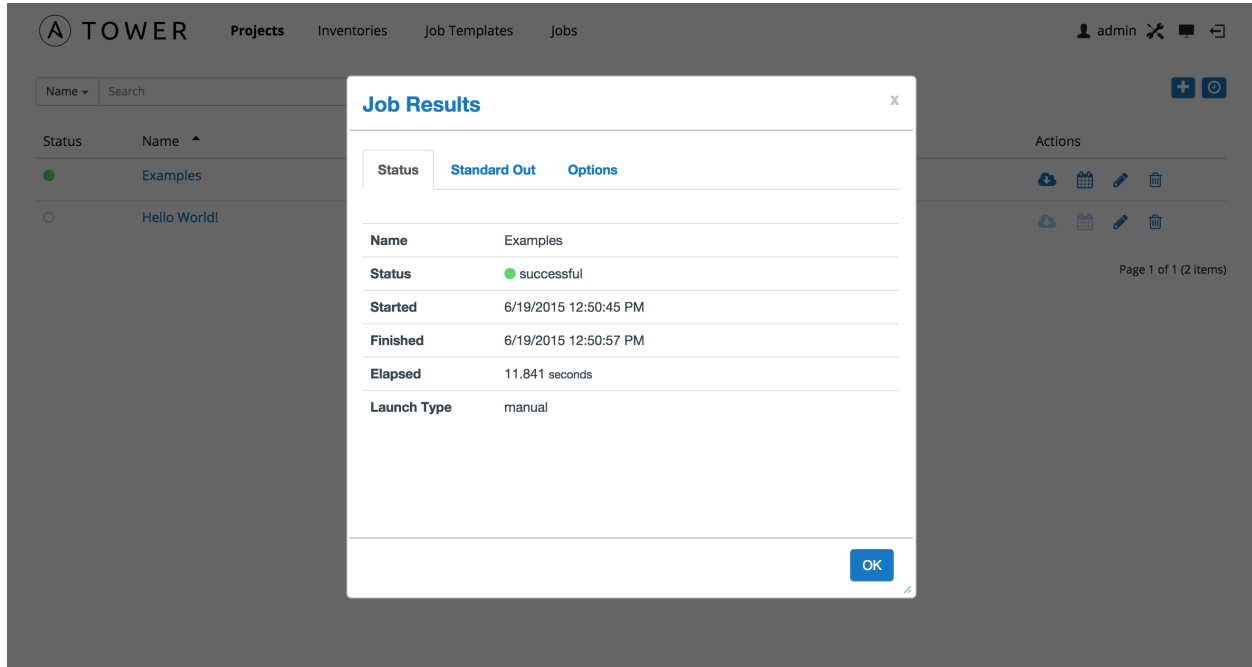 TOWER Projects Inventories Job Templates Jobs admin
Name Search
Job Results x
Status Name Actions
Status Standard Out Options
Examples
Hello World!
Name Examples
Status successful
Page 1 of 1 (2 items)
Started 6/19/2015 12:50:45 PM
Finished 6/19/2015 12:50:57 PM
Elapsed 11.841 seconds
Launch Type manual
OK